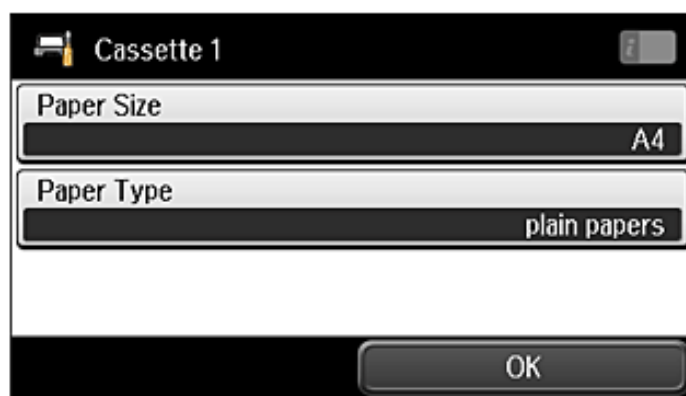 Cassette 1
Paper Size
A4
Paper Type
plain papers
OK